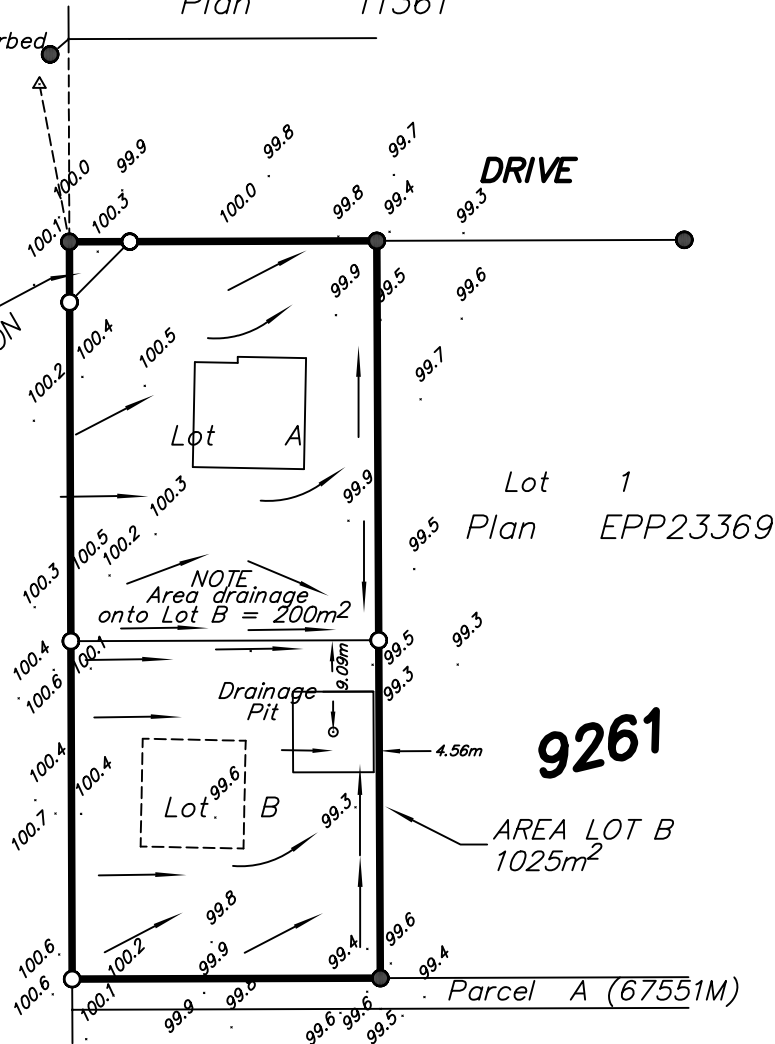 Plan 11361
rbed
99.8
99.7
99.9
100.0
DRIVE
100.0
99.8
99.4
99.3
100.3
100.1
99.9
99.5
99.6
ON
100.4
100.5
100.2
99.7
Lot A
99.9
Lot 1
100.3
Plan EPP23369
100.5
100.2
99.5
100.3
NOTE
Area drainage
onto Lot B = 200m2
100.4
100.1
99.5
99.3
9.09m
100.6
99.3
Drainage
Pit
9261
100.4
100.4
4.56m
99.6
99.3
Lot B
100.7
AREA LOT B
1025m2
99.8
99.6
100.6
100.2
99.9
99.4
99.4
100.6
100.1
99.8
Parcel A (67551M)
99.9
99.6
99.6
99.5